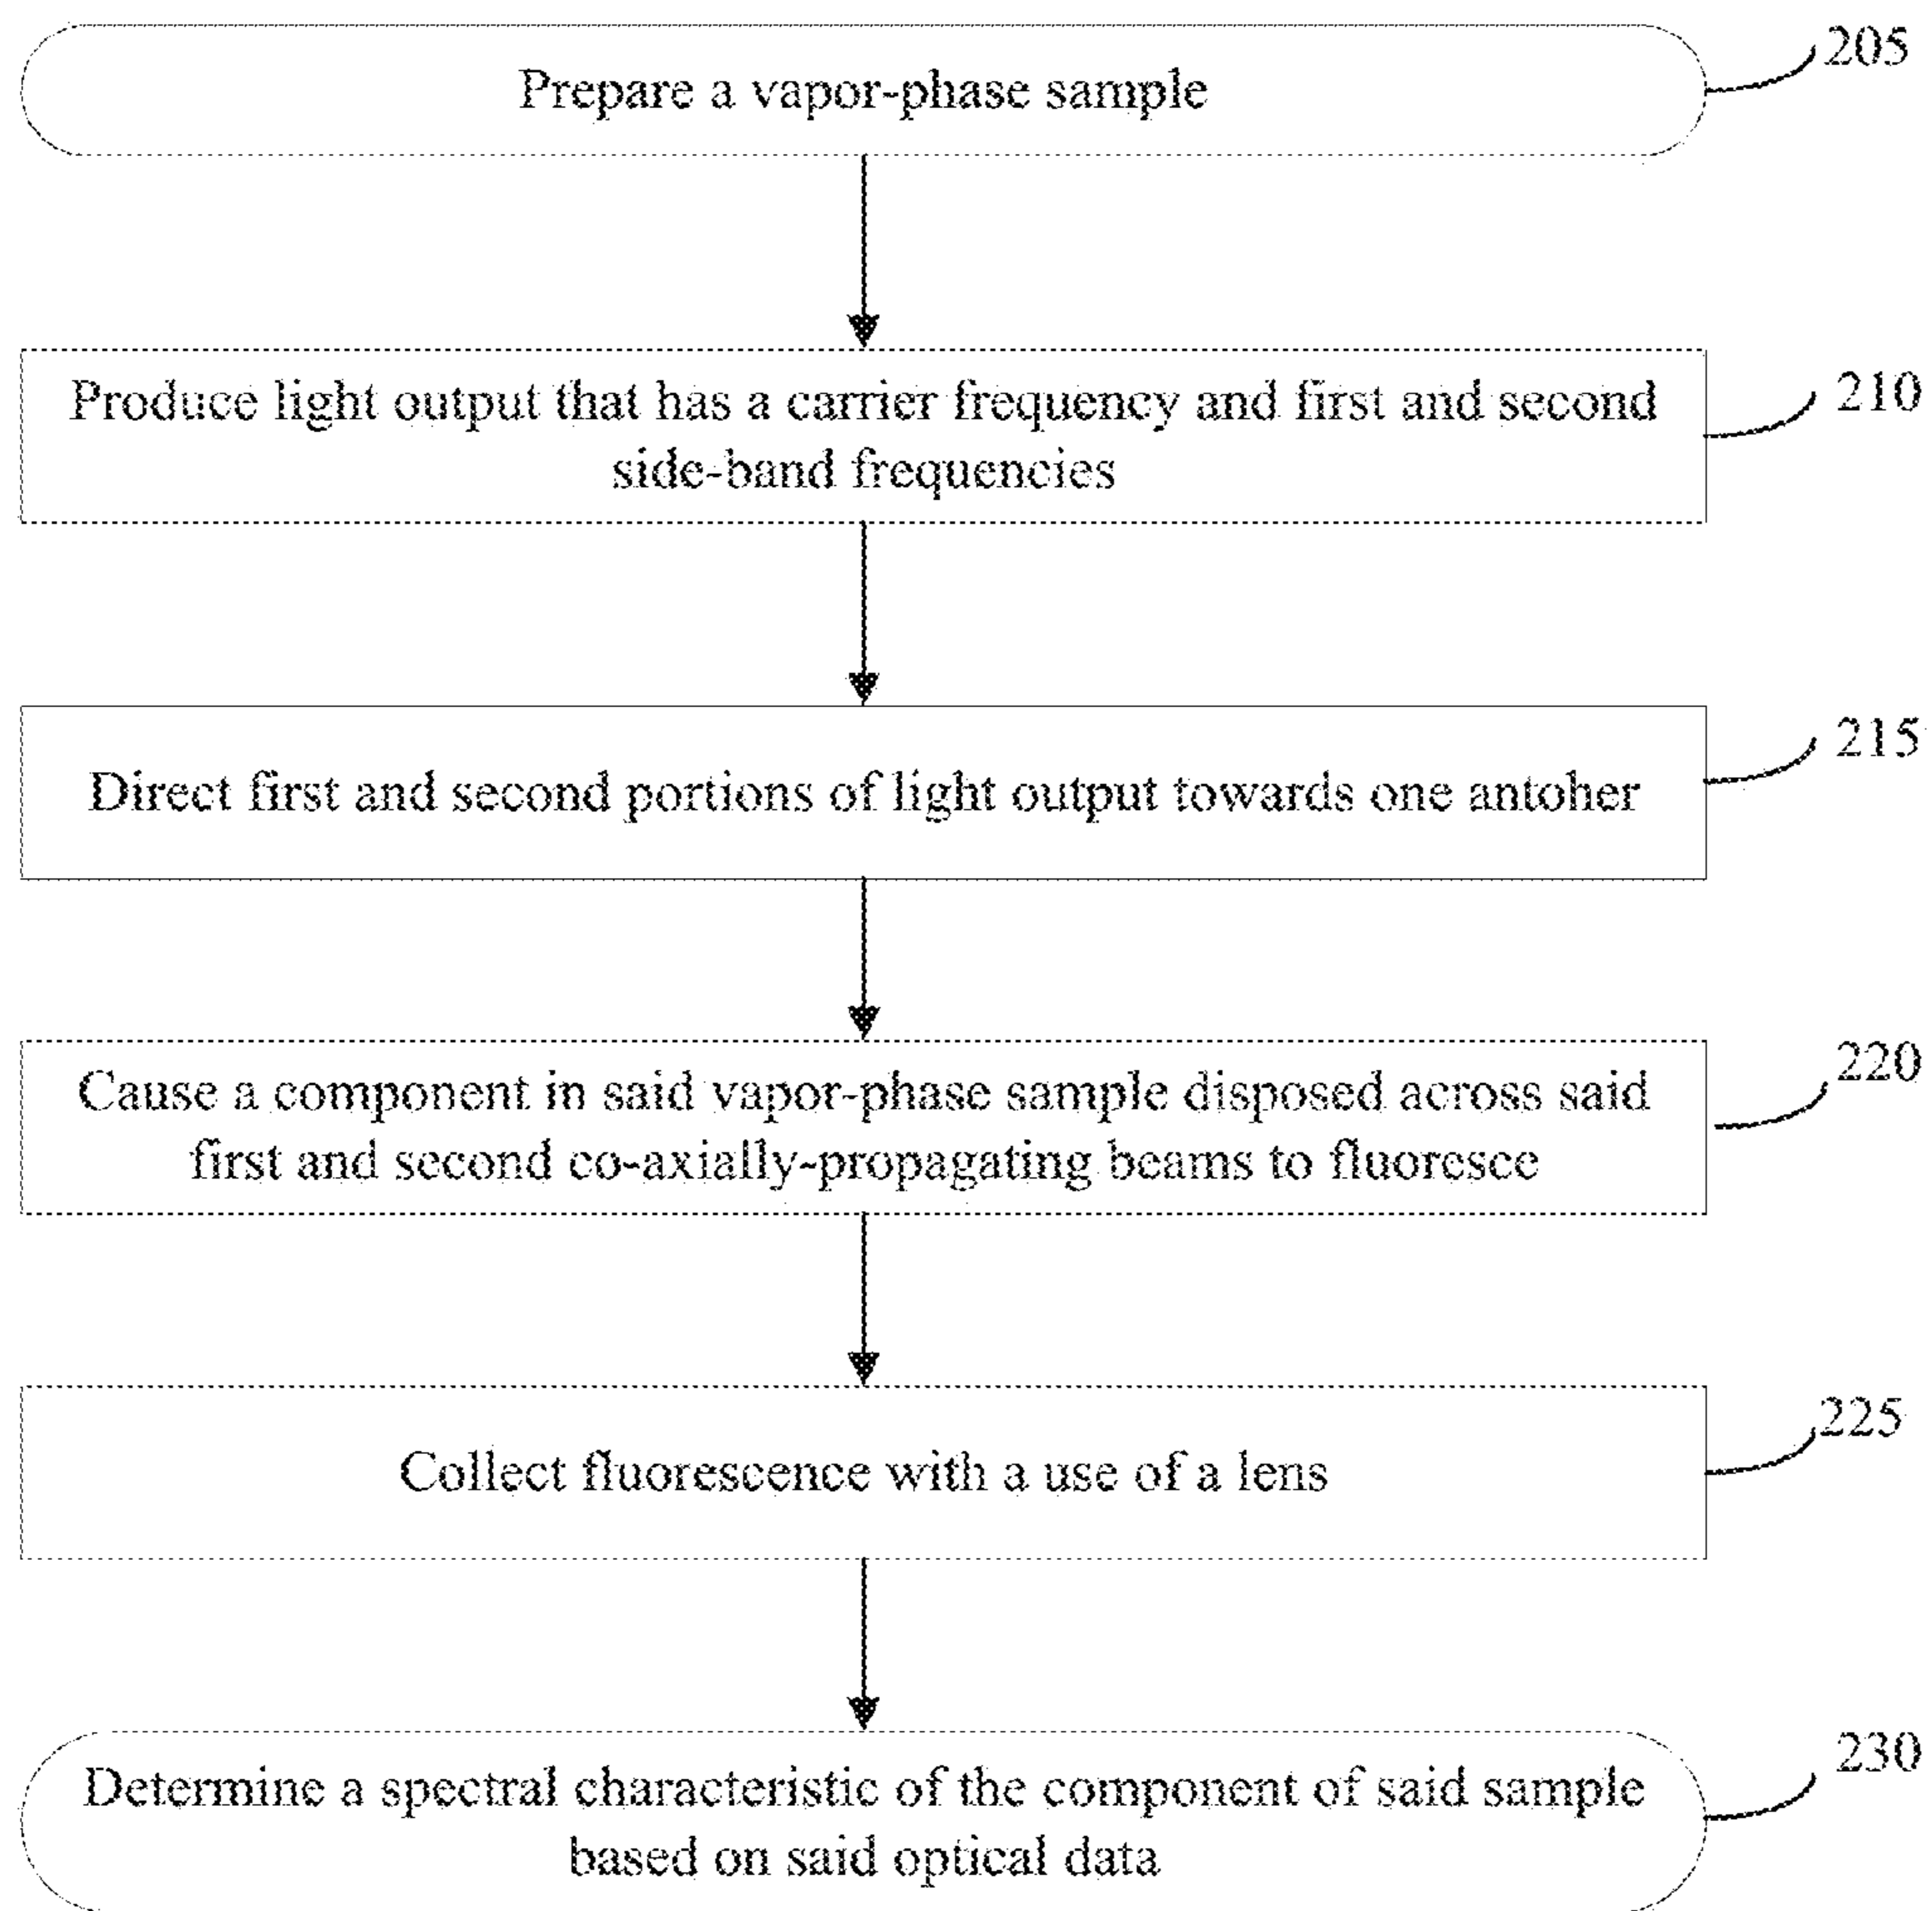 Prepare a vapor-phase sample
205
Produce light output that has a carrier frequency and first and second
side-band frequencies
210
Direct first and second portions of light output towards one antoher
215
Cause a component in said vapor-phase sample disposed across said
first and second co-axially-propagating beams to fluoresce
220
Collect fluorescence with a use of a lens
225
Determine a spectral characteristic of the component of said sample
based on said optical data
230